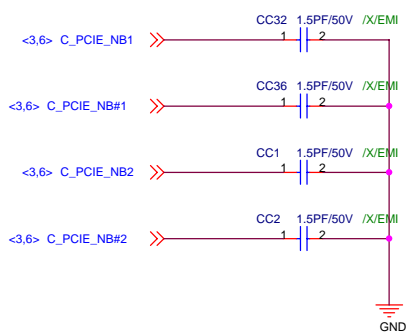 CC32 1.5PF/50V /X/EMI
<3,6> C_PCIE_NB1 1 2
CC36 1.5PF/50V /X/EMI
<3,6> C_PCIE_NB#1 1 2
CC1 1.5PF/50V /X/EMI
<3,6> C_PCIE_NB2 1 2
CC2 1.5PF/50V /X/EMI
<3,6> C_PCIE_NB#2 1 2
GND